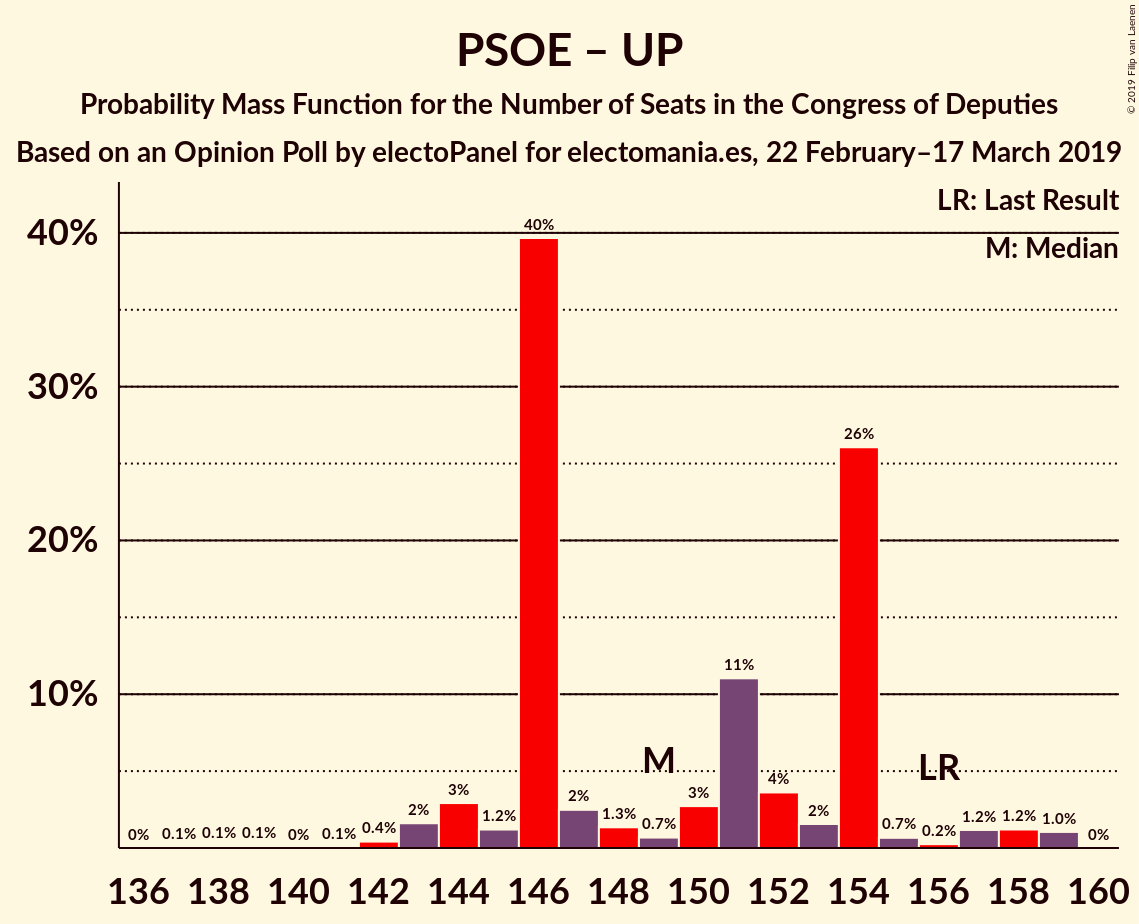 PSOE – UP
Probability Mass Function for the Number of Seats in the Congress of Deputies
Based on an Opinion Poll by electoPanel for electomania.es, 22 February–17 March 2019
© 2019 Filip van Laenen
LR: Last Result
M: Median
40%
30%
20%
10%
0% 0.1% 0.1% 0.1% 0% 0.1% 0.4% 2% 3% 1.2% 40% 2% 1.3% 0.7% 3% 11% 4% 2% 26% 0.7% 0.2% 1.2% 1.2% 1.0% 0%
M LR
136 138 140 142 144 146 148 150 152 154 156 158 160